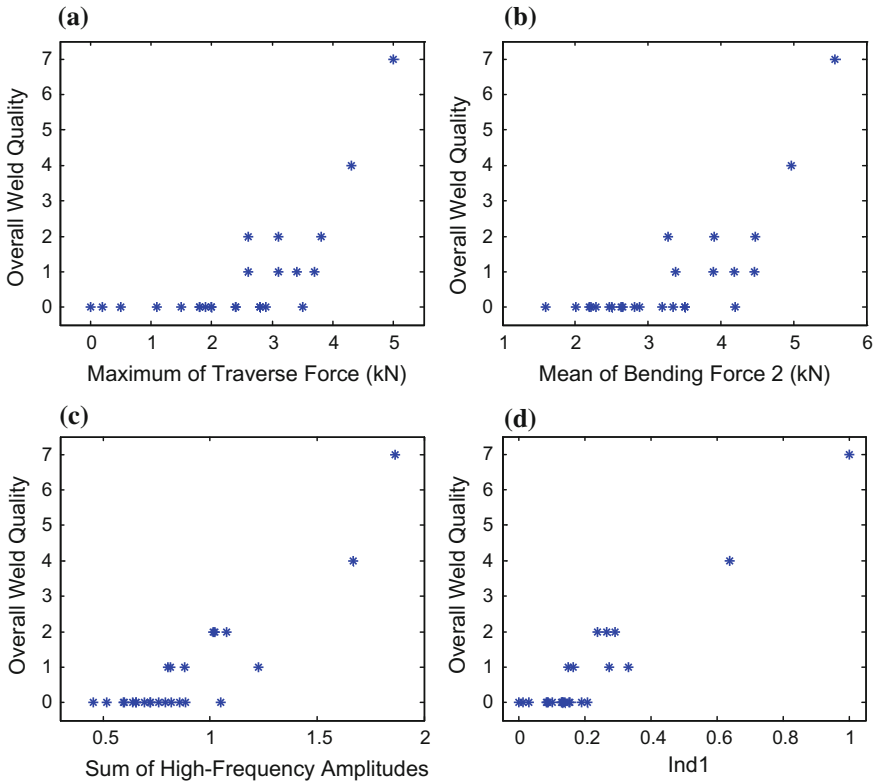 (a)
7
6
5
4
3
2
1
0
Overall Weld Quality
0 1 2 3 4 5
Maximum of Traverse Force (kN)
(b)
7
6
5
4
3
2
1
0
Overall Weld Quality
1 2 3 4 5 6
Mean of Bending Force 2 (kN)
(c)
7
6
5
4
3
2
1
0
Overall Weld Quality
0.5 1 1.5 2
Sum of High-Frequency Amplitudes
(d)
7
6
5
4
3
2
1
0
Overall Weld Quality
0 0.2 0.4 0.6 0.8 1
Ind1